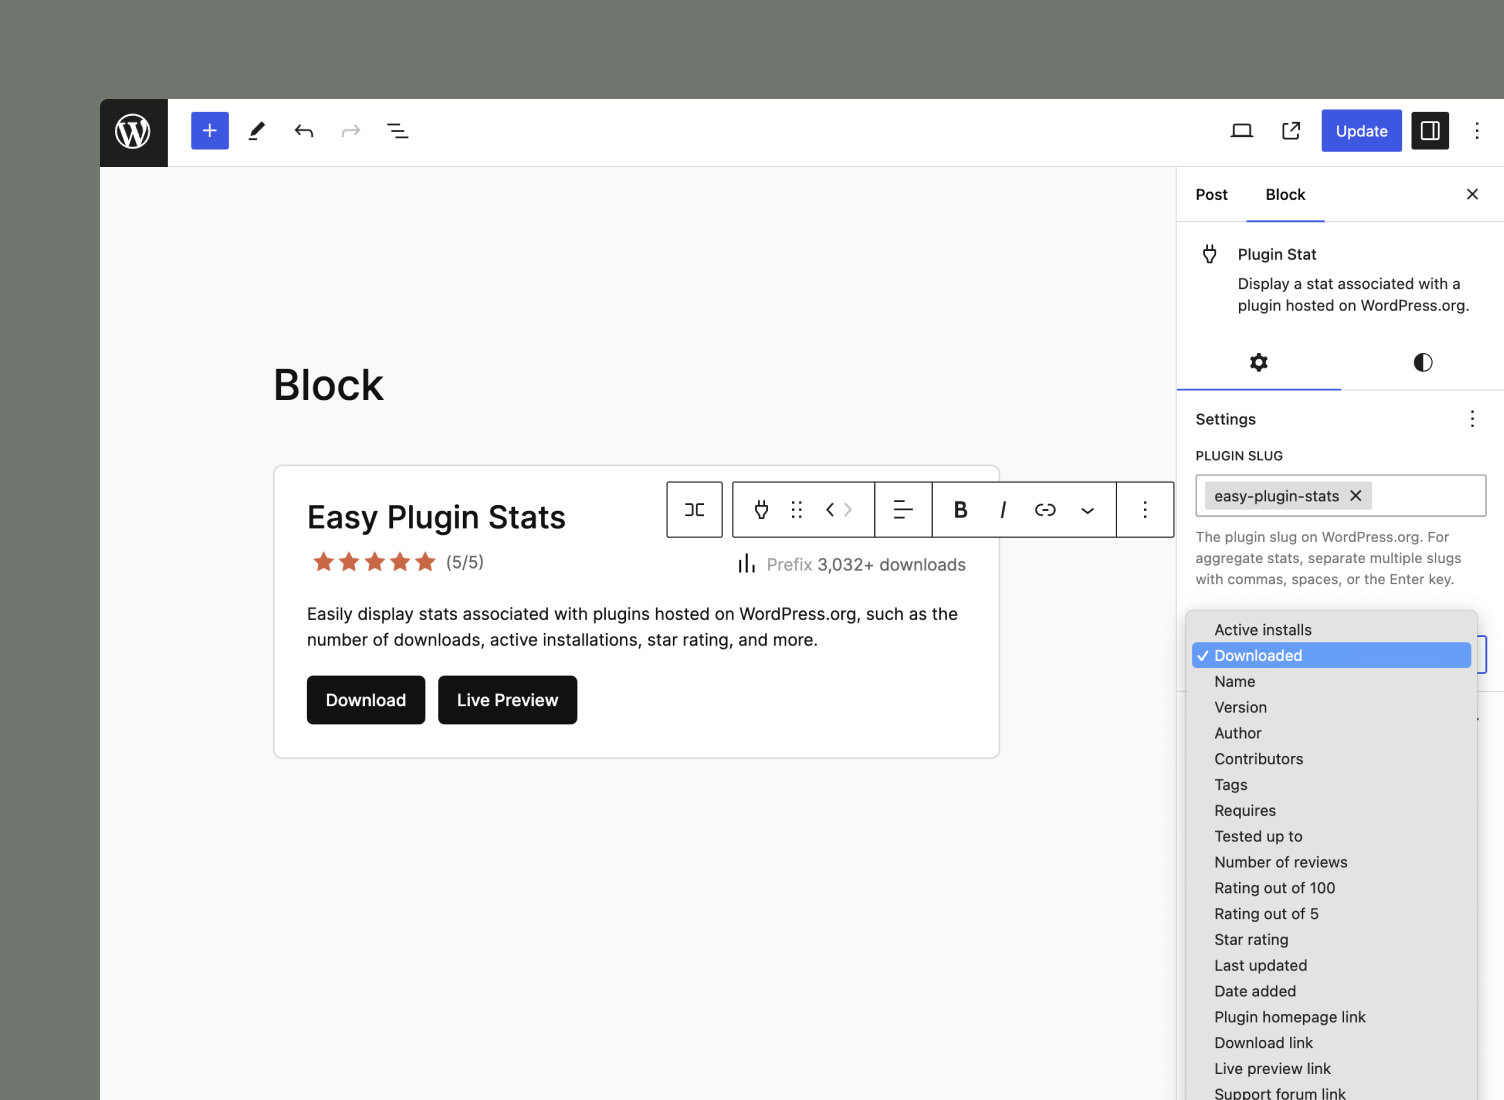 Update
Post
Block
Plugin Stat
Display a stat associated with a
plugin hosted on WordPress.org.
Settings
PLUGIN SLUG
easy-plugin-stats
The plugin slug on WordPress.org. For
aggregate stats, separate multiple slugs
with commas, spaces, or the Enter key.
Active installs
Downloaded
Name
Version
Author
Contributors
Tags
Requires
Tested up to
Number of reviews
Rating out of 100
Rating out of 5
Star rating
Last updated
Date added
Plugin homepage link
Download link
Live preview link
Support forum link
Block
Easy Plugin Stats
B I
(5/5)
Prefix 3,032+ downloads
Easily display stats associated with plugins hosted on WordPress.org, such as the
number of downloads, active installations, star rating, and more.
Download
Live Preview